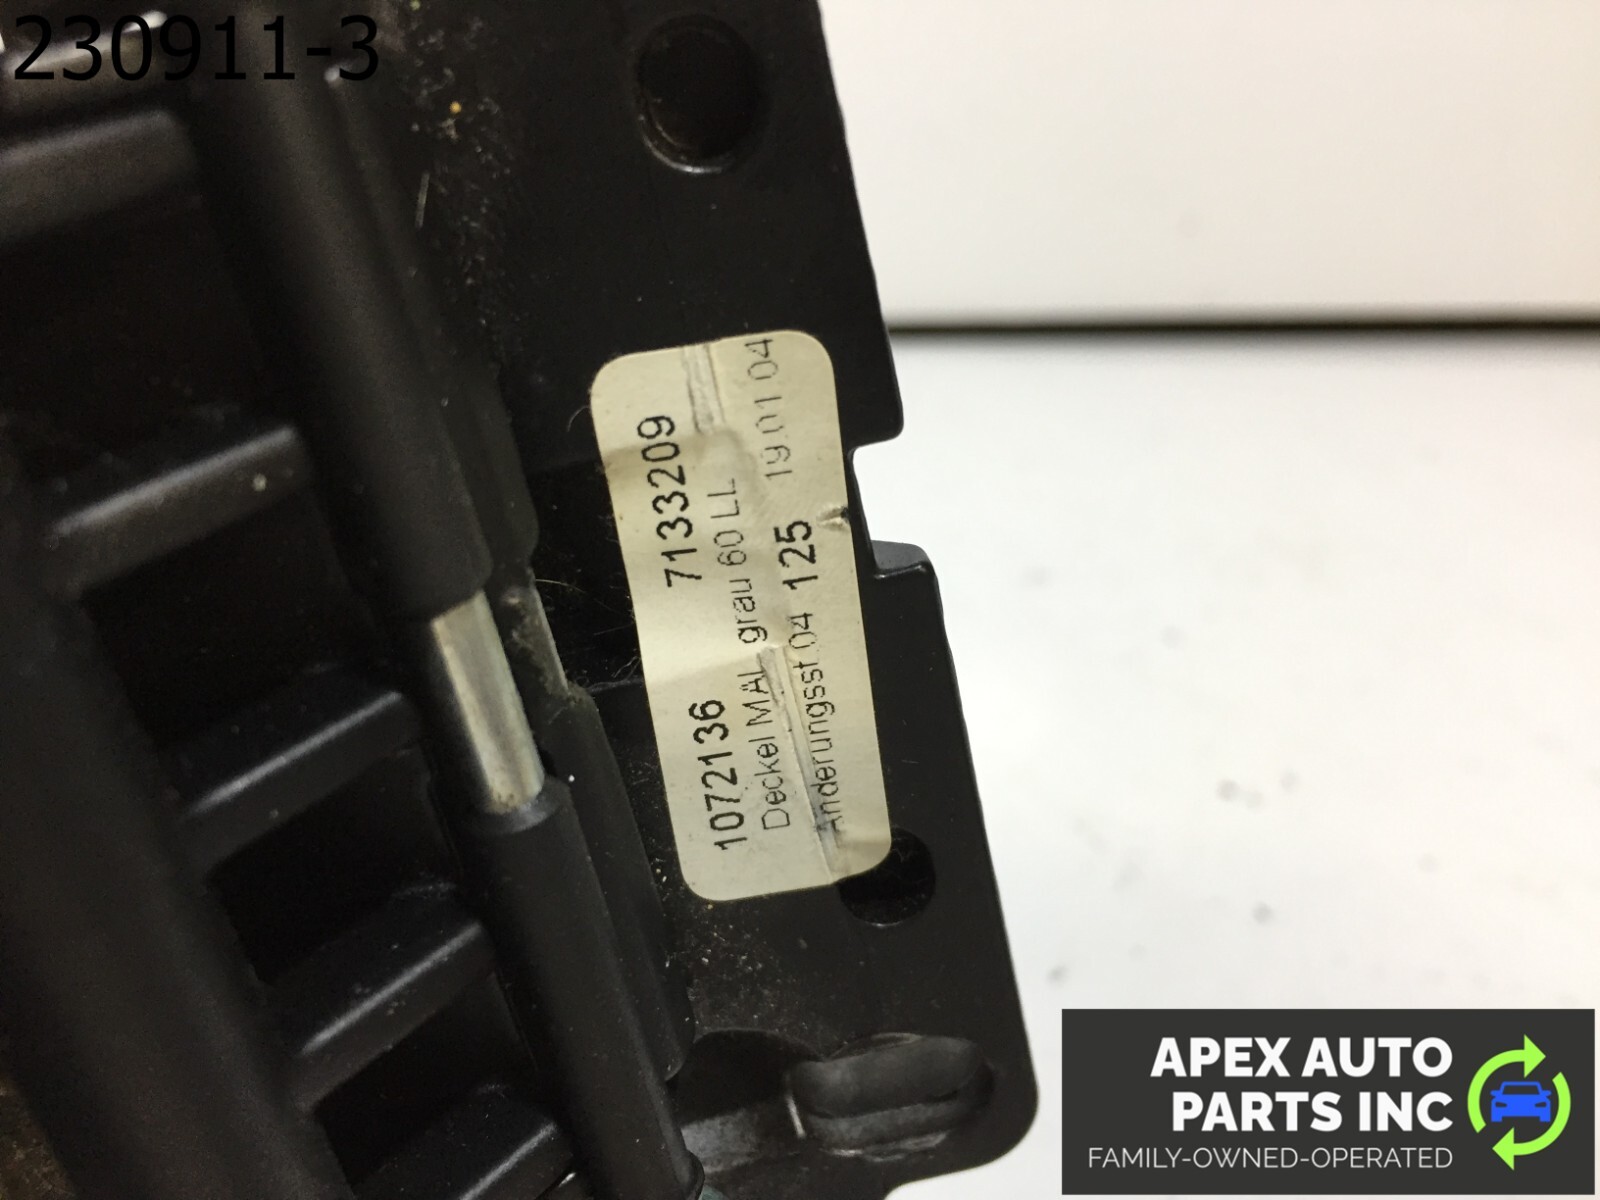 230911-3
1072136 7133209
Deckel MAL grau 60 LL
Änderungsst.04 125 19.01 04
APEX AUTO
PARTS INC
FAMILY-OWNED-OPERATED